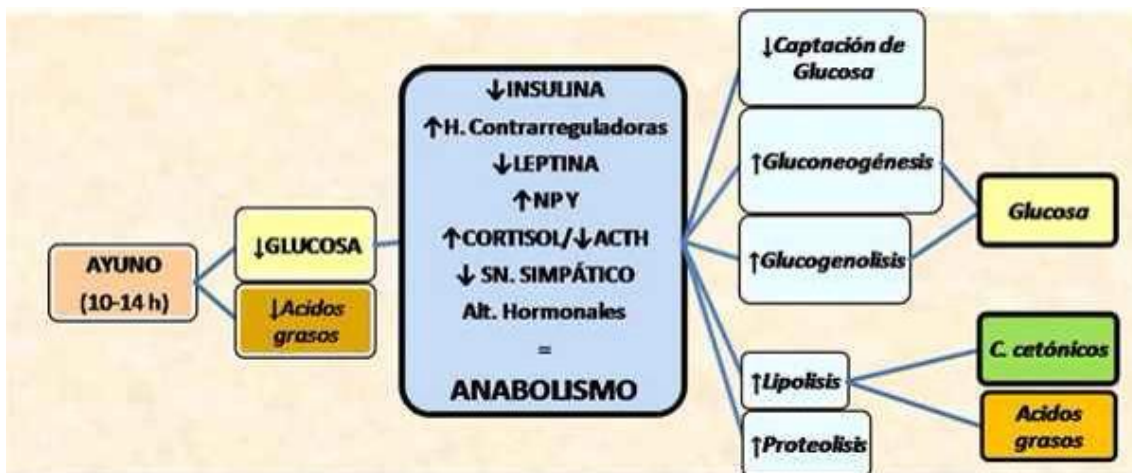 AYUNO
(10-14 h)
↓GLUCOSA
↓Acidos
grasos
↓INSULINA
↑H. Contrarreguladoras
↓LEPTINA
↑NPY
↑CORTISOL/↓ACTH
↓ SN. SIMPÁTICO
Alt. Hormonales
=
ANABOLISMO
↓Captación de
Glucosa
↑Gluconeogénesis
↑Glucogenolisis
↑Lipolisis
↑Proteolisis
Glucosa
C. cetónicos
Acidos
grasos